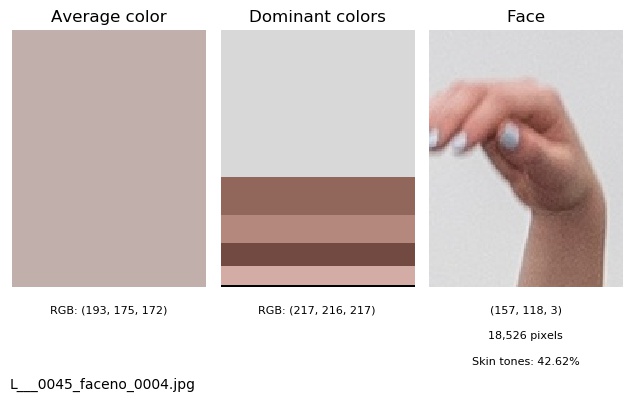 Average color
Dominant colors
Face
RGB: (193, 175, 172)
RGB: (217, 216, 217)
(157, 118, 3)
18,526 pixels
Skin tones: 42.62%
L___0045_faceno_0004.jpg